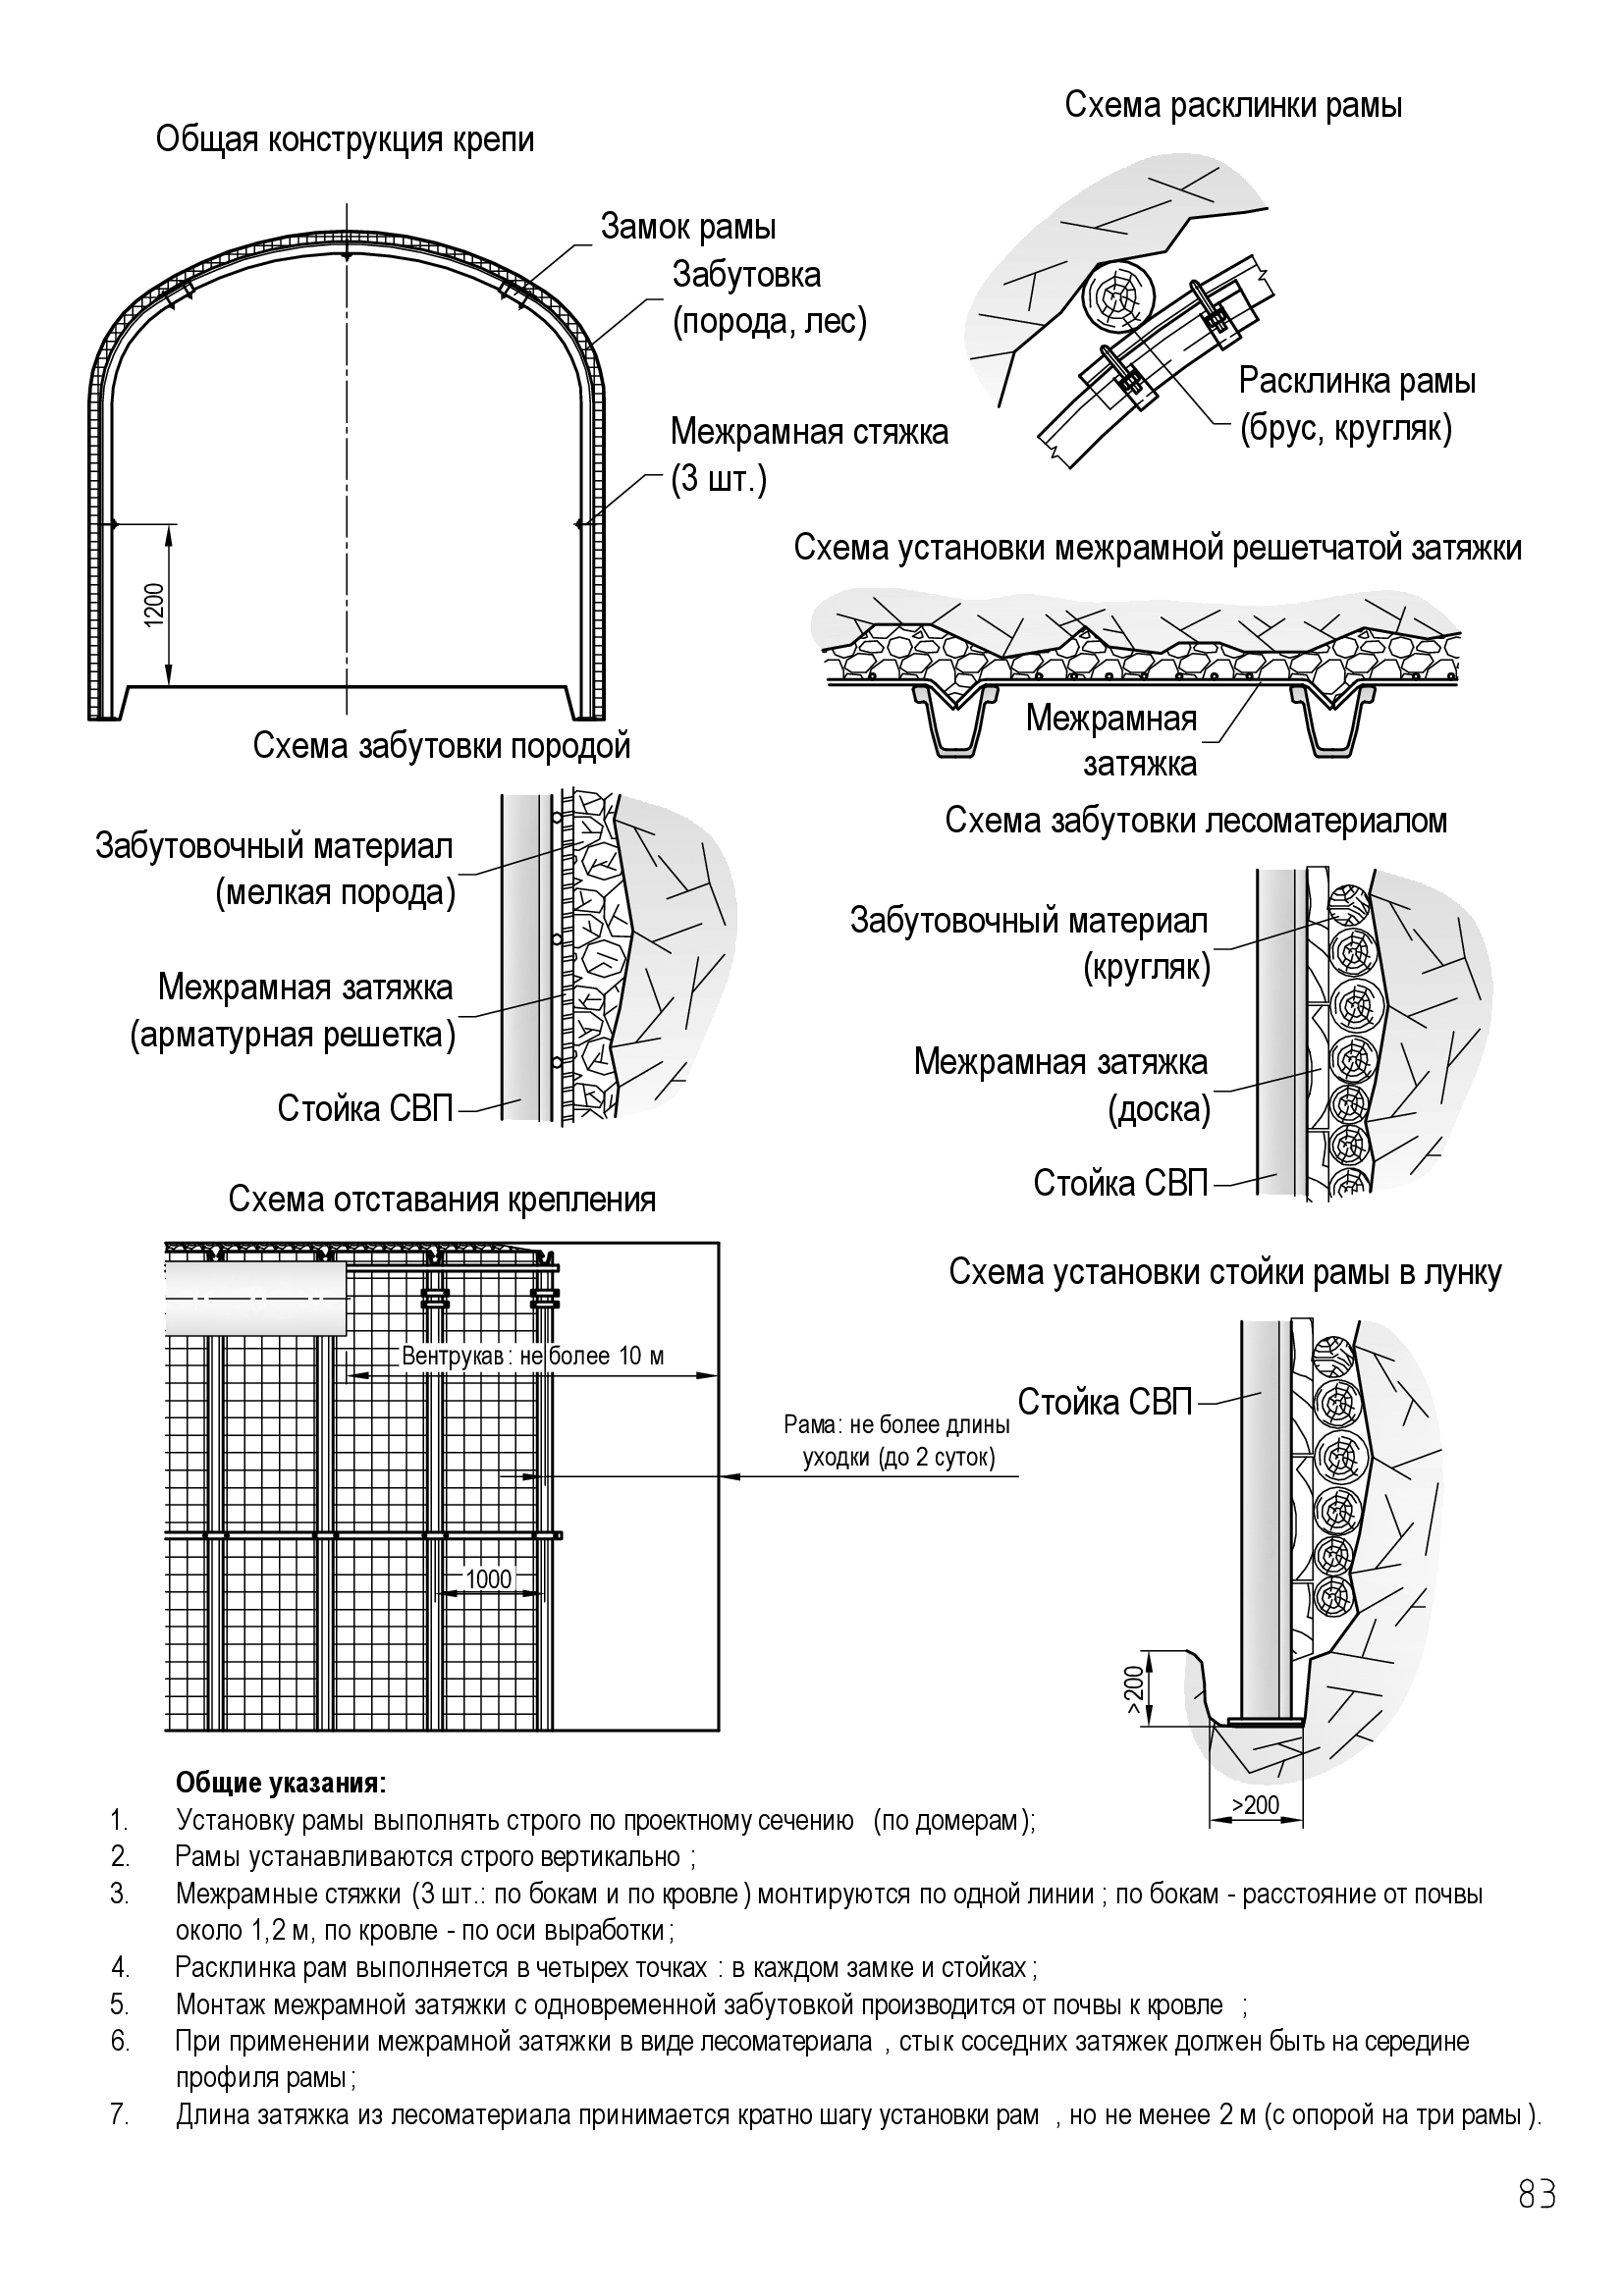 Общая конструкция крепи
Замок рамы
Забутовка
(порода, лес)
Межрамная стяжка
(3 шт.)
1200
Схема расклинки рамы
Расклинка рамы
(брус, кругляк)
Схема установки межрамной решетчатой затяжки
Межрамная
затяжка
Схема забутовки породой
Забутовочный материал
(мелкая порода)
Межрамная затяжка
(арматурная решетка)
Стойка СВП
Схема забутовки лесоматериалом
Забутовочный материал
(кругляк)
Межрамная затяжка
(доска)
Стойка СВП
Схема отставания крепления
Вентрукав: не более 10 м
Рама: не более длины
уходки (до 2 суток)
1000
Схема установки стойки рамы в лунку
Стойка СВП
>200
>200
Общие указания:
1. Установку рамы выполнять строго по проектному сечению (по домерам);
2. Рамы устанавливаются строго вертикально ;
3. Межрамные стяжки (3 шт.: по бокам и по кровле) монтируются по одной линии ; по бокам - расстояние от почвы
около 1,2 м, по кровле - по оси выработки;
4. Расклинка рам выполняется в четырех точках : в каждом замке и стойках ;
5. Монтаж межрамной затяжки с одновременной забутовкой производится от почвы к кровле ;
6. При применении межрамной затяжки в виде лесоматериала , стык соседних затяжек должен быть на середине
профиля рамы;
7. Длина затяжка из лесоматериала принимается кратно шагу установки рам , но не менее 2 м (с опорой на три рамы ).
83